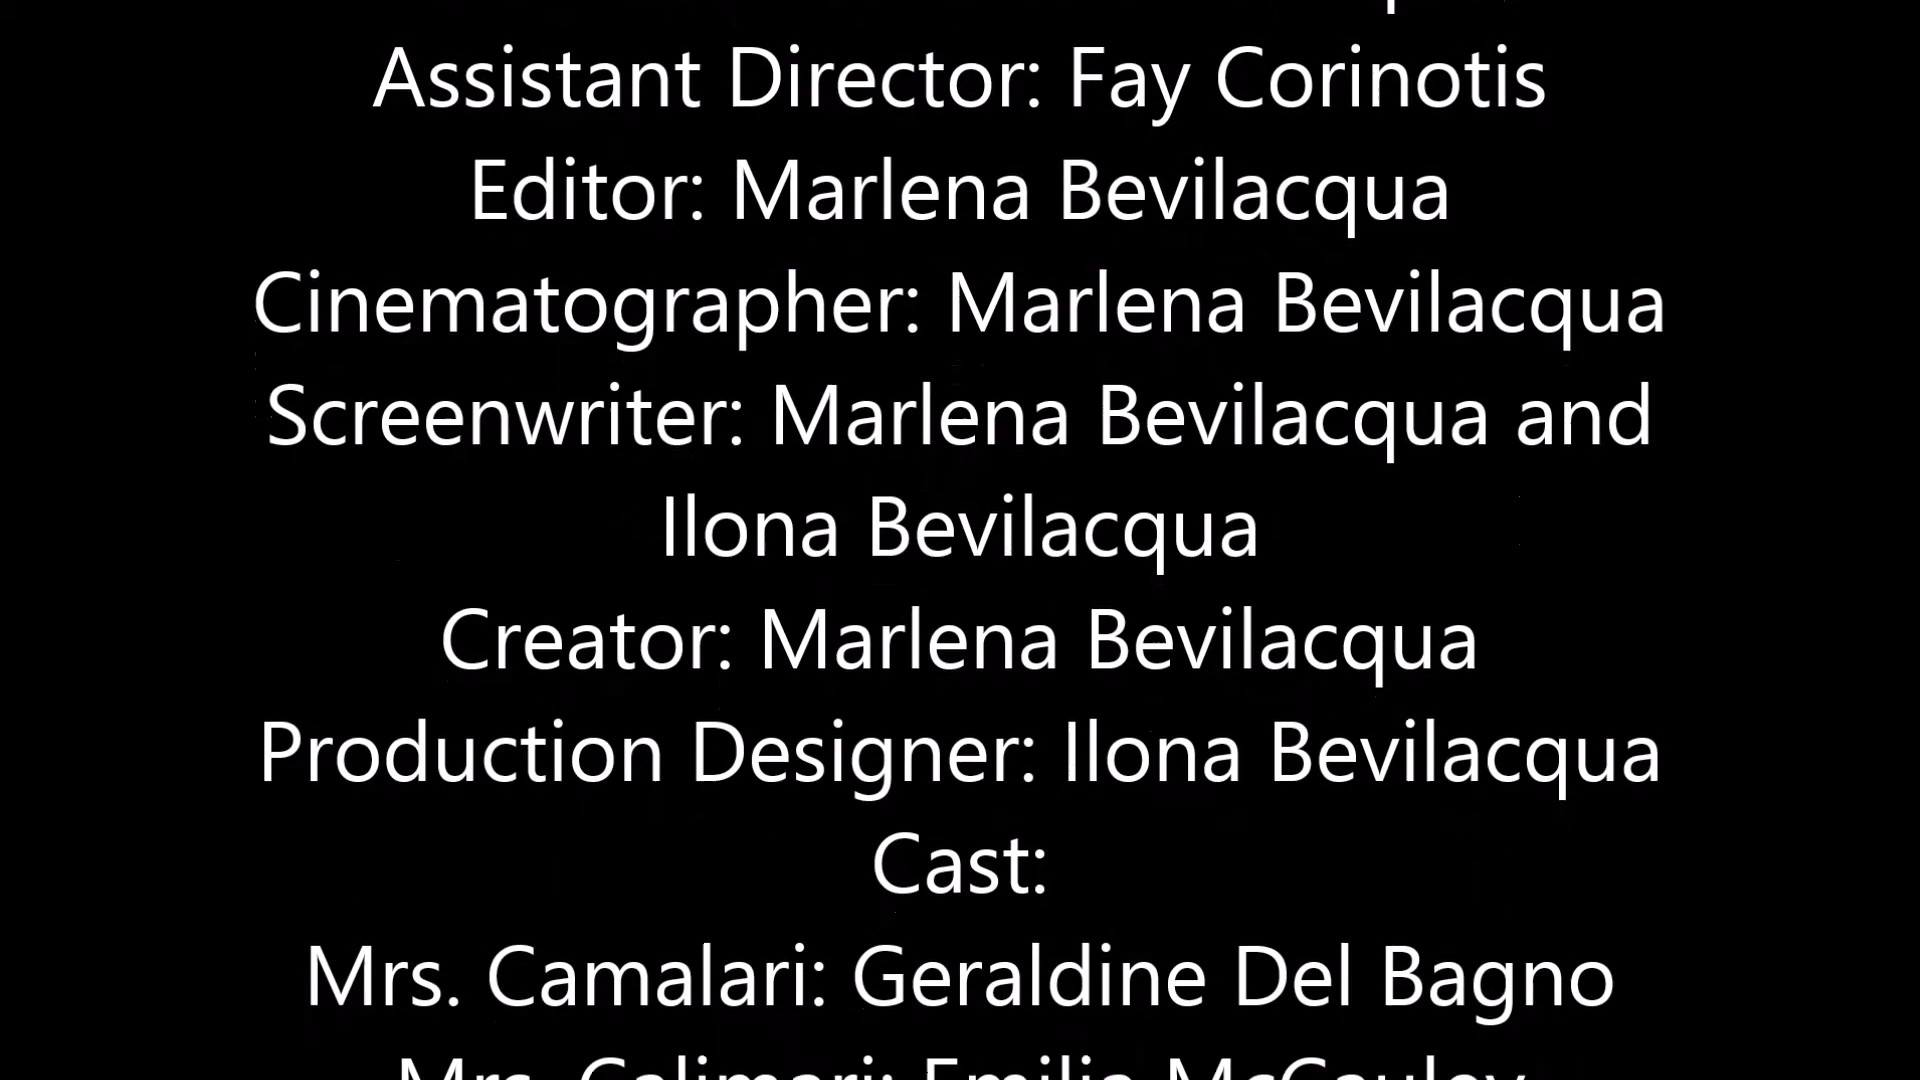 Assistant Director: Fay Corinotis
Editor: Marlena Bevilacqua
Cinematographer: Marlena Bevilacqua
Screenwriter: Marlena Bevilacqua and
Ilona Bevilacqua
Creator: Marlena Bevilacqua
Production Designer: Ilona Bevilacqua
Cast:
Mrs. Camalari: Geraldine Del Bagno
Mrs. Calimari: Emilia McCauley